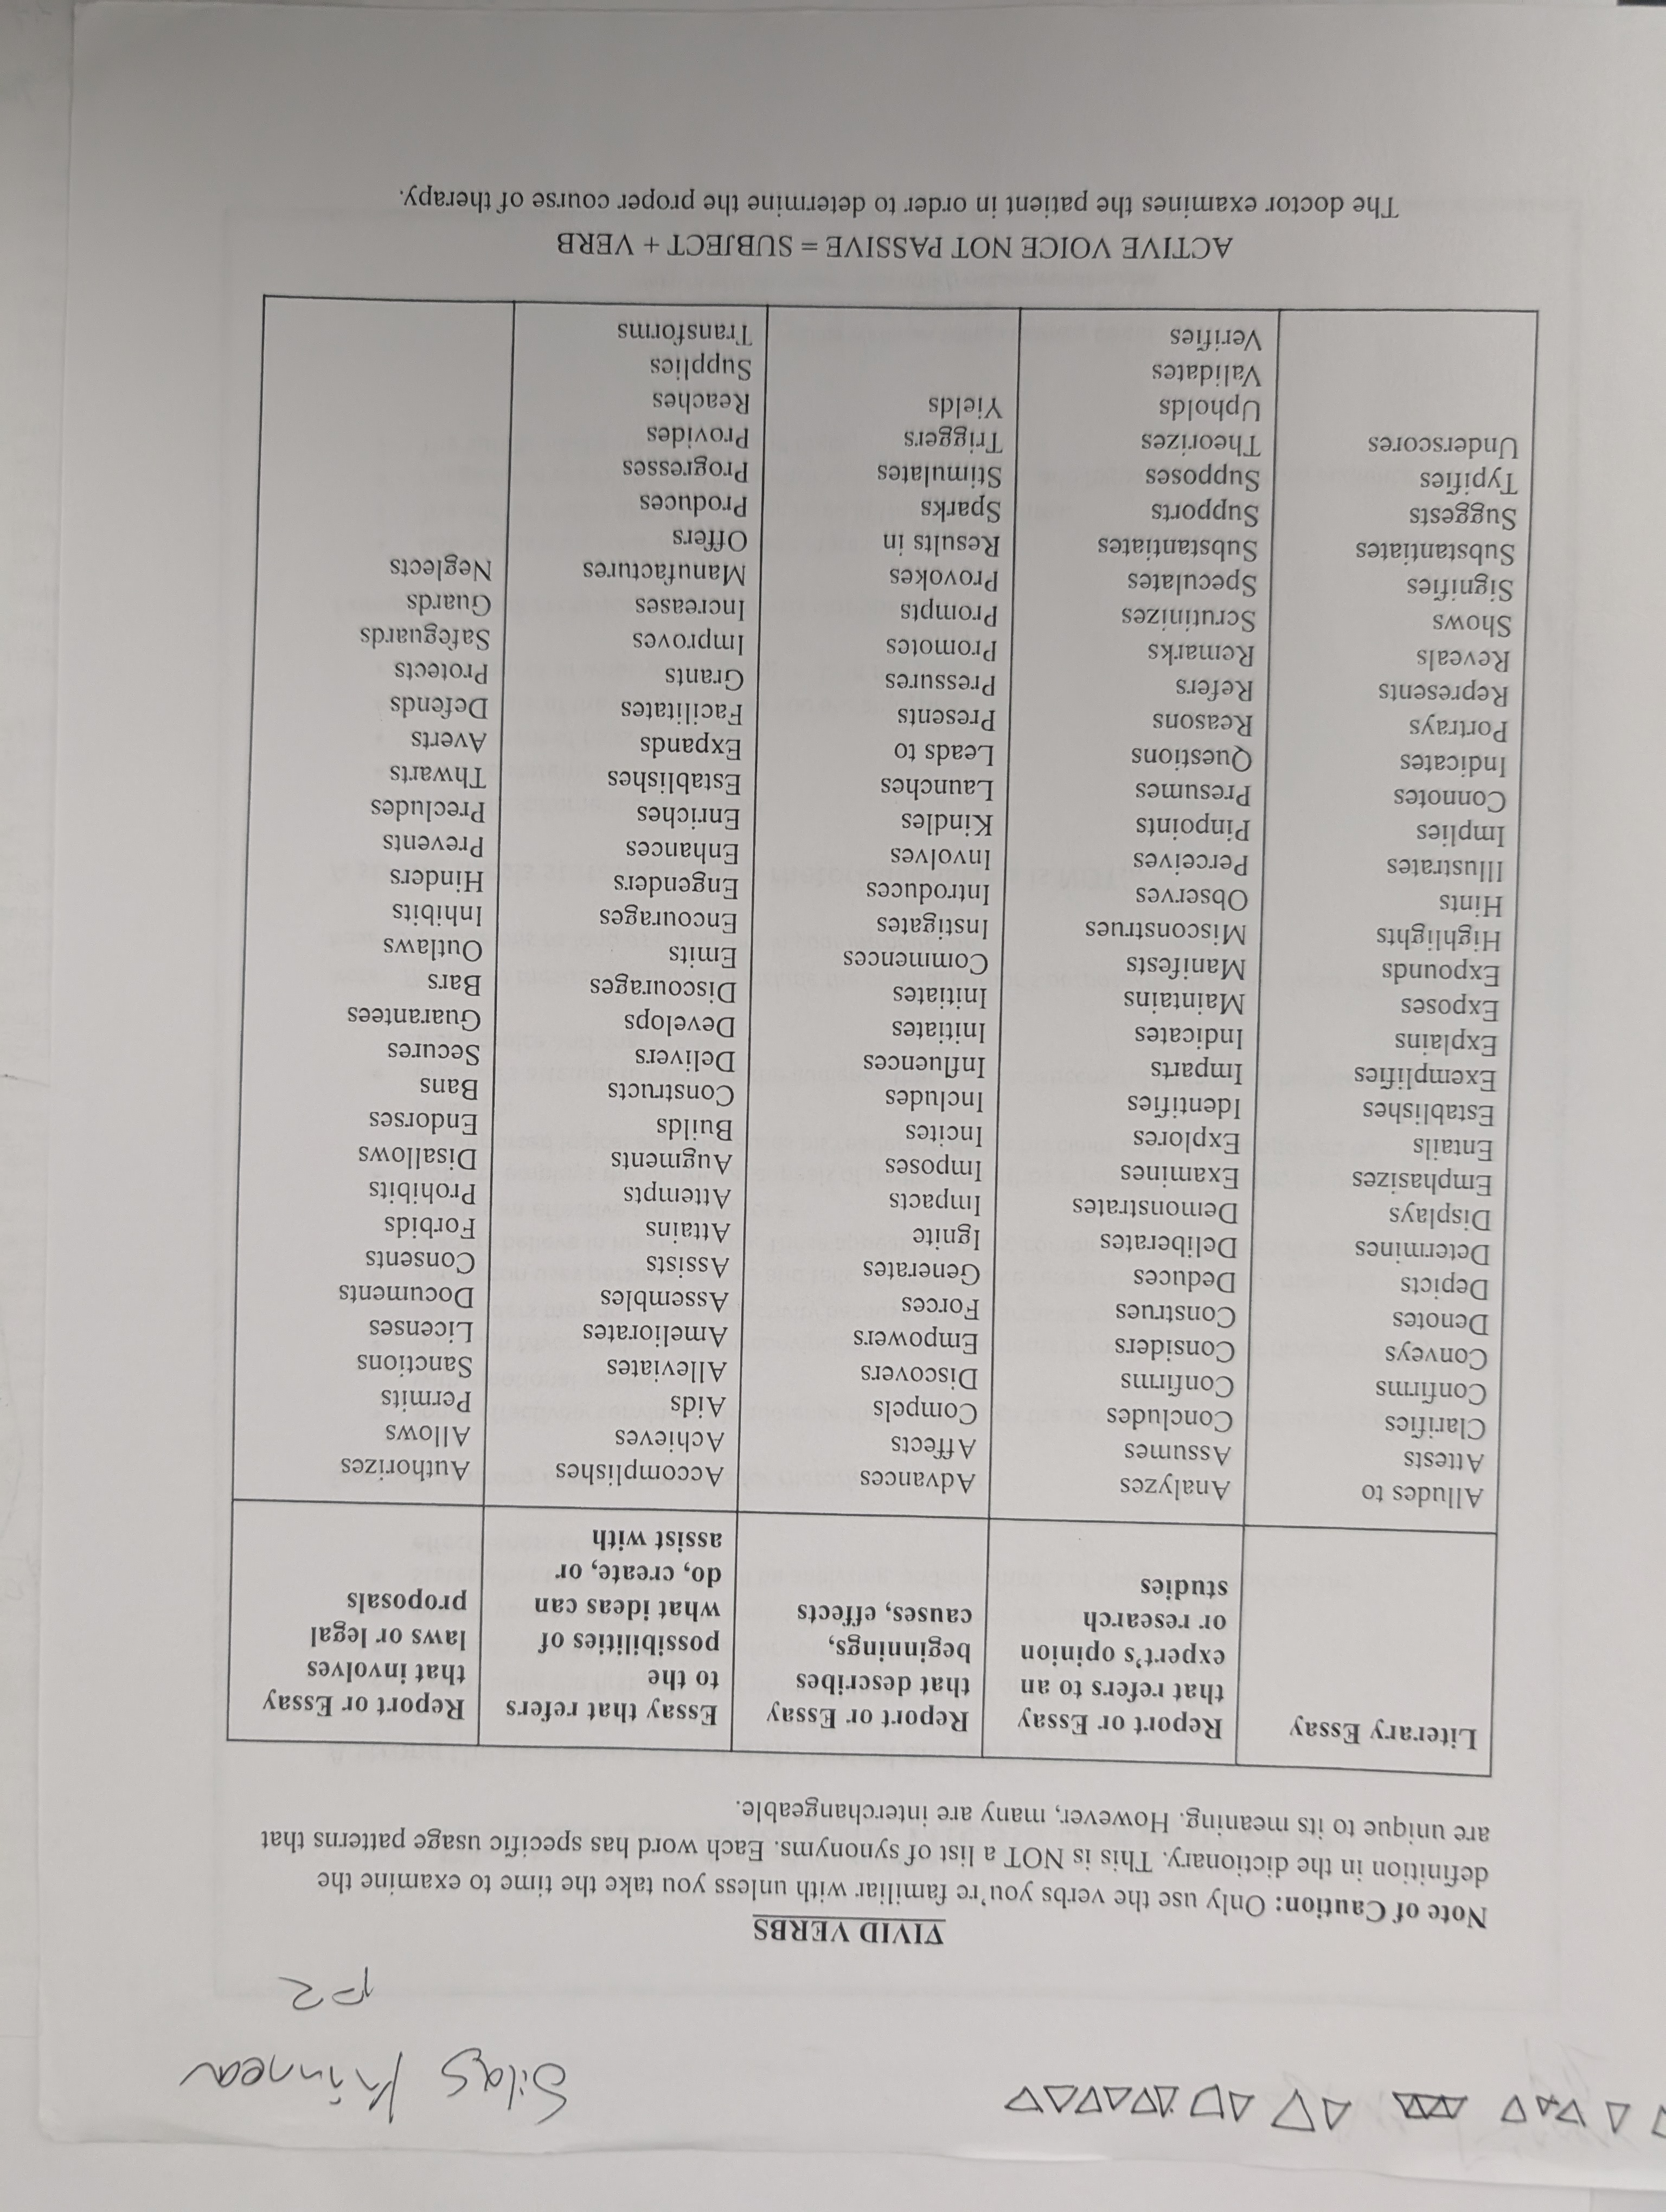 Silas Kinnear
P2
VIVID VERBS
Note of Caution: Only use the verbs you're familiar with unless you take the time to examine the
definition in the dictionary. This is NOT a list of synonyms. Each word has specific usage patterns that
are unique to its meaning. However, many are interchangeable.
Literary Essay
Report or Essay
that refers to an
expert's opinion
or research
studies
Report or Essay
that describes
beginnings,
causes, effects
Essay that refers
to the
possibilities of
what ideas can
do, create, or
assist with
Report or Essay
that involves
laws or legal
proposals
Alludes to
Attests
Clarifies
Confirms
Conveys
Denotes
Depicts
Determines
Displays
Emphasizes
Entails
Establishes
Exemplifies
Explains
Exposes
Expounds
Highlights
Hints
Illustrates
Implies
Connotes
Indicates
Portrays
Represents
Reveals
Shows
Signifies
Substantiates
Suggests
Typifies
Underscores
Analyzes
Assumes
Concludes
Confirms
Considers
Construes
Deduces
Deliberates
Demonstrates
Examines
Explores
Identifies
Imparts
Indicates
Maintains
Manifests
Misconstrues
Observes
Perceives
Pinpoints
Presumes
Questions
Reasons
Refers
Remarks
Scrutinizes
Speculates
Substantiates
Supports
Supposes
Theorizes
Upholds
Validates
Verifies
Advances
Affects
Compels
Discovers
Empowers
Forces
Generates
Ignite
Impacts
Imposes
Incites
Includes
Influences
Initiates
Initiates
Commences
Instigates
Introduces
Involves
Kindles
Launches
Leads to
Presents
Pressures
Promotes
Prompts
Provokes
Results in
Sparks
Stimulates
Triggers
Yields
Accomplishes
Achieves
Aids
Alleviates
Ameliorates
Assembles
Assists
Attains
Attempts
Augments
Builds
Constructs
Delivers
Develops
Discourages
Emits
Encourages
Engenders
Enhances
Enriches
Establishes
Expands
Facilitates
Grants
Improves
Increases
Manufactures
Offers
Produces
Progresses
Provides
Reaches
Supplies
Transforms
Authorizes
Allows
Permits
Sanctions
Licenses
Documents
Consents
Forbids
Prohibits
Disallows
Endorses
Bans
Secures
Guarantees
Bars
Outlaws
Inhibits
Hinders
Prevents
Precludes
Thwarts
Averts
Defends
Protects
Safeguards
Guards
Neglects
ACTIVE VOICE NOT PASSIVE = SUBJECT + VERB
The doctor examines the patient in order to determine the proper course of therapy.